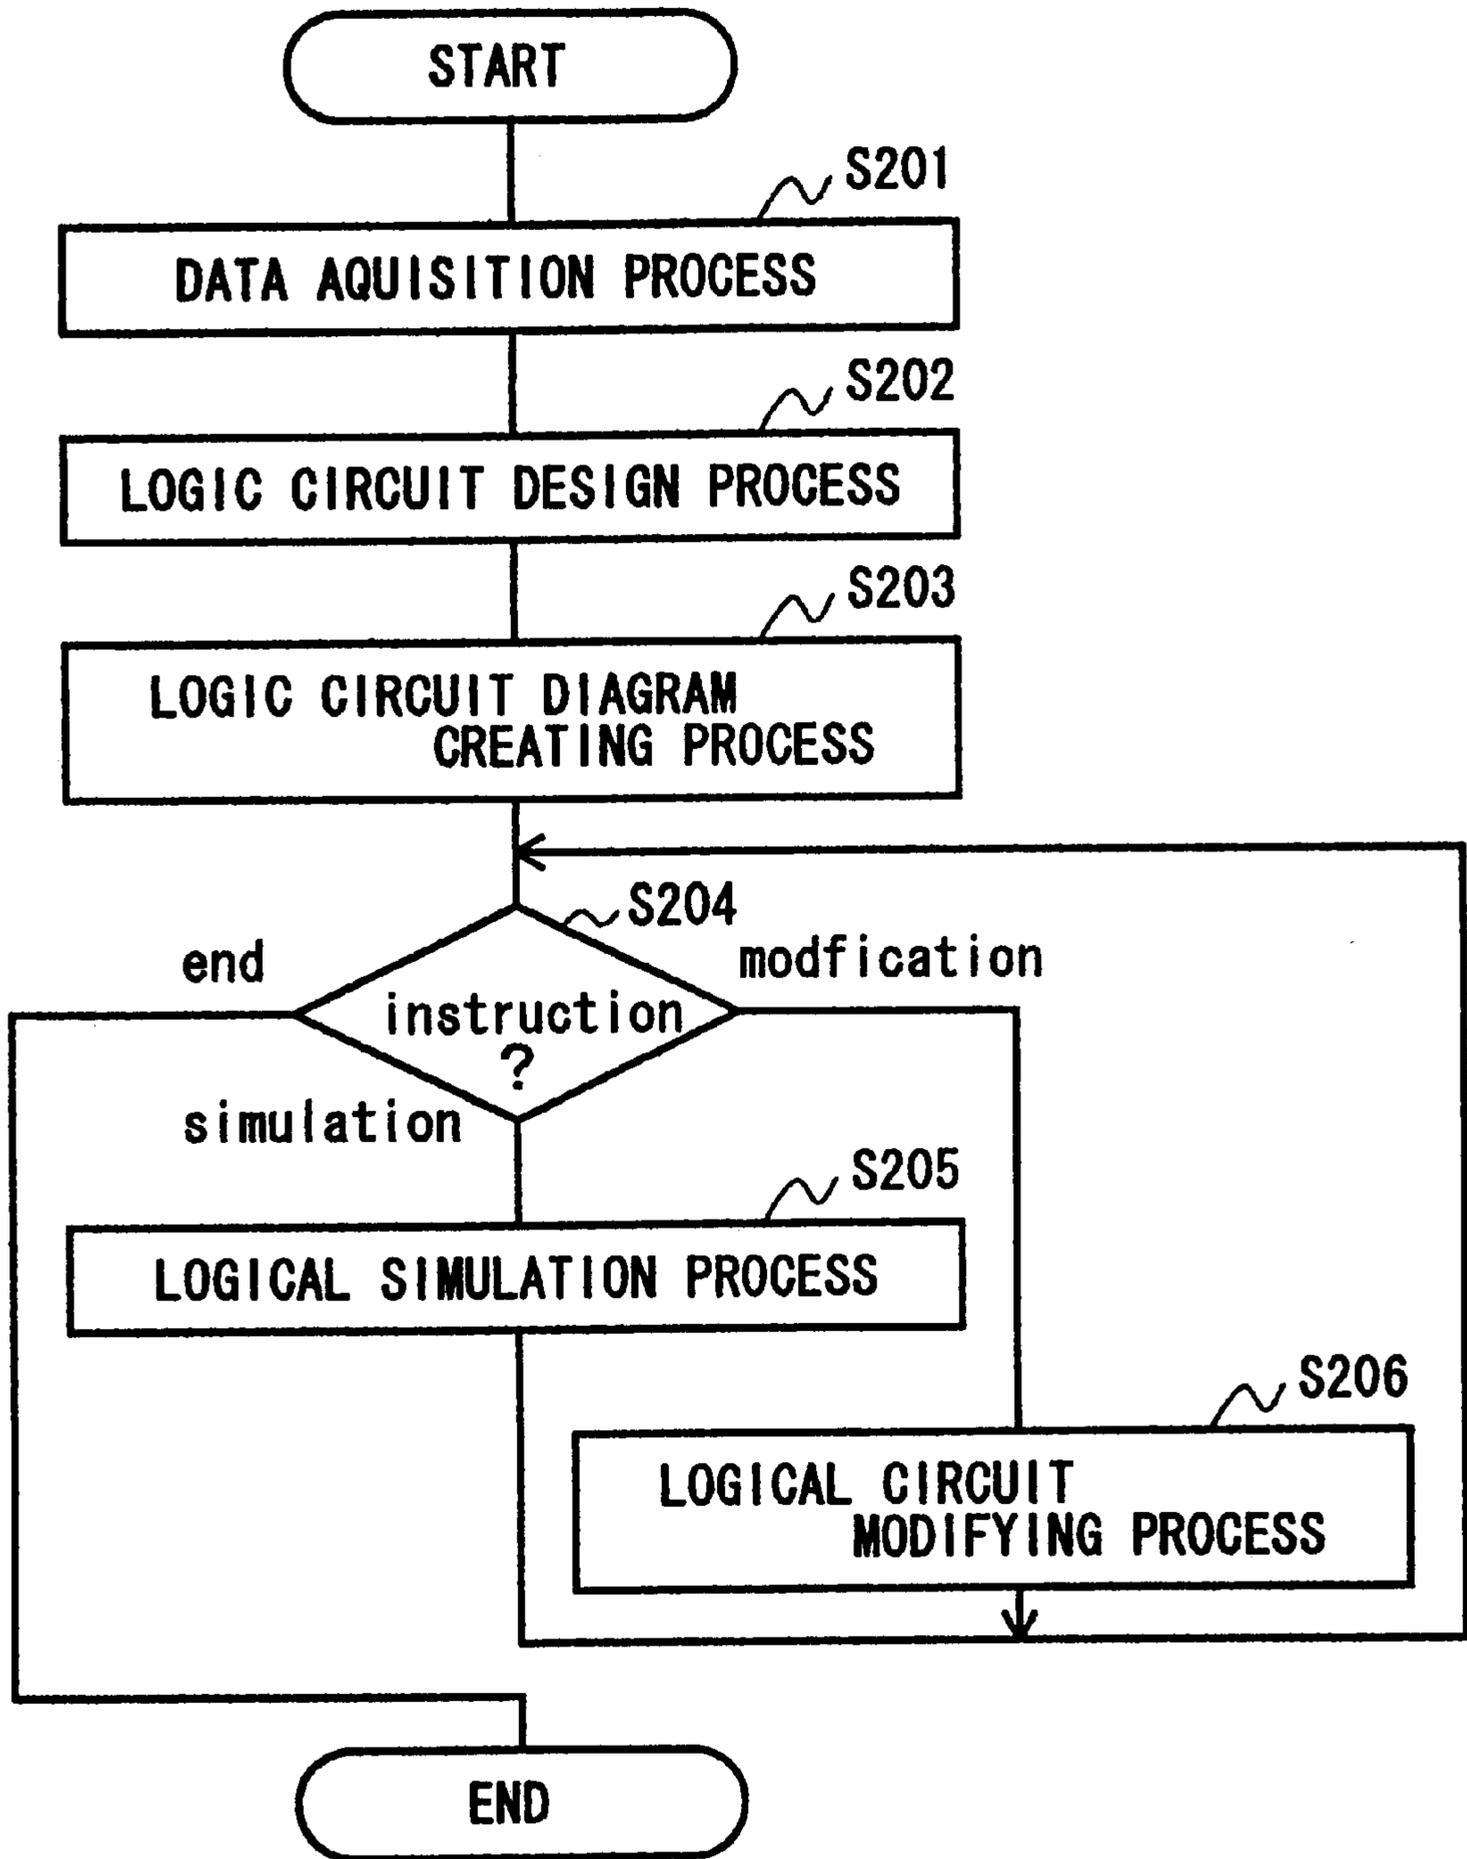 START
S201
DATA AQUISITION PROCESS
S202
LOGIC CIRCUIT DESIGN PROCESS
S203
LOGIC CIRCUIT DIAGRAM
CREATING PROCESS
S204
end
modfication
instruction
?
simulation
S205
LOGICAL SIMULATION PROCESS
S206
LOGICAL CIRCUIT
MODIFYING PROCESS
END